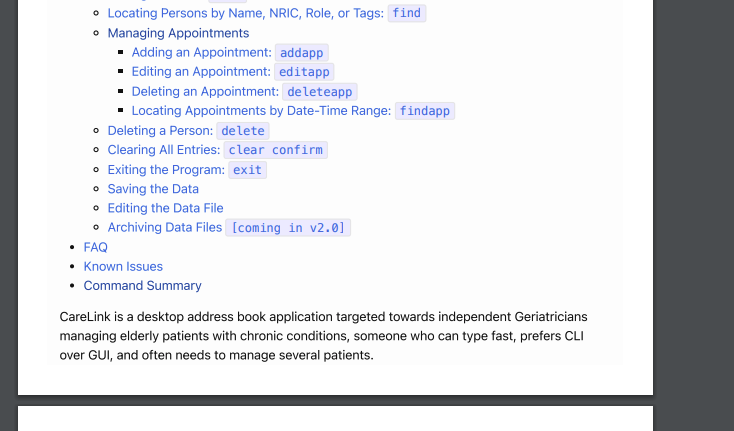 Locating Persons by Name, NRIC, Role, or Tags: find
Managing Appointments
Adding an Appointment: addapp
Editing an Appointment: editapp
Deleting an Appointment: deleteapp
Locating Appointments by Date-Time Range: findapp
Deleting a Person: delete
Clearing All Entries: clear confirm
Exiting the Program: exit
Saving the Data
Editing the Data File
Archiving Data Files [coming in v2.0]
FAQ
Known Issues
Command Summary
CareLink is a desktop address book application targeted towards independent Geriatricians
managing elderly patients with chronic conditions, someone who can type fast, prefers CLI
over GUI, and often needs to manage several patients.